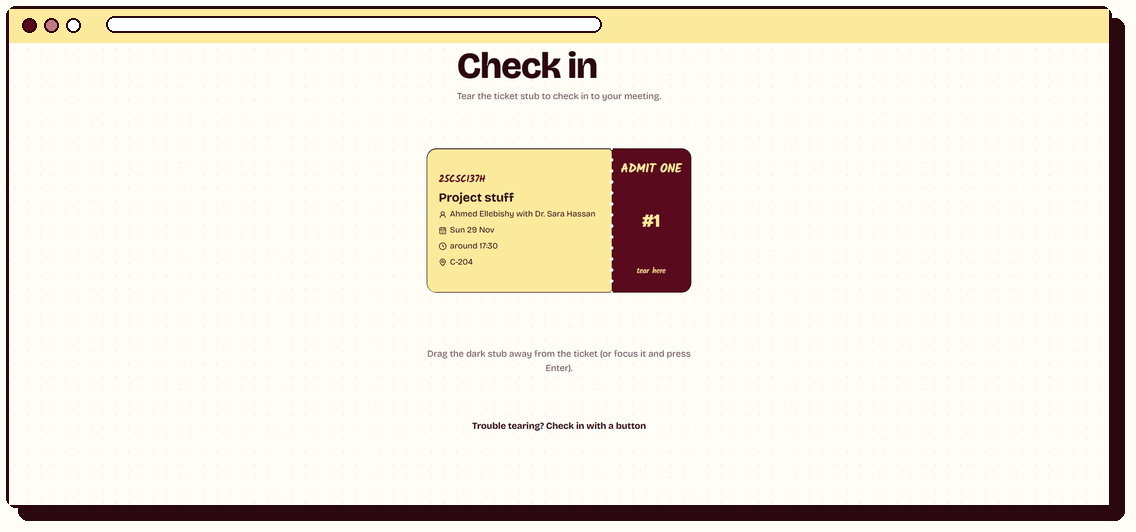 Check in
Tear the ticket stub to check in to your meeting.
25CSCI37H
Project stuff
Ahmed Ellebishy with Dr. Sara Hassan
Sun 29 Nov
around 17:30
C-204
ADMIT ONE
#1
tear here
Drag the dark stub away from the ticket (or focus it and press
Enter).
Trouble tearing? Check in with a button